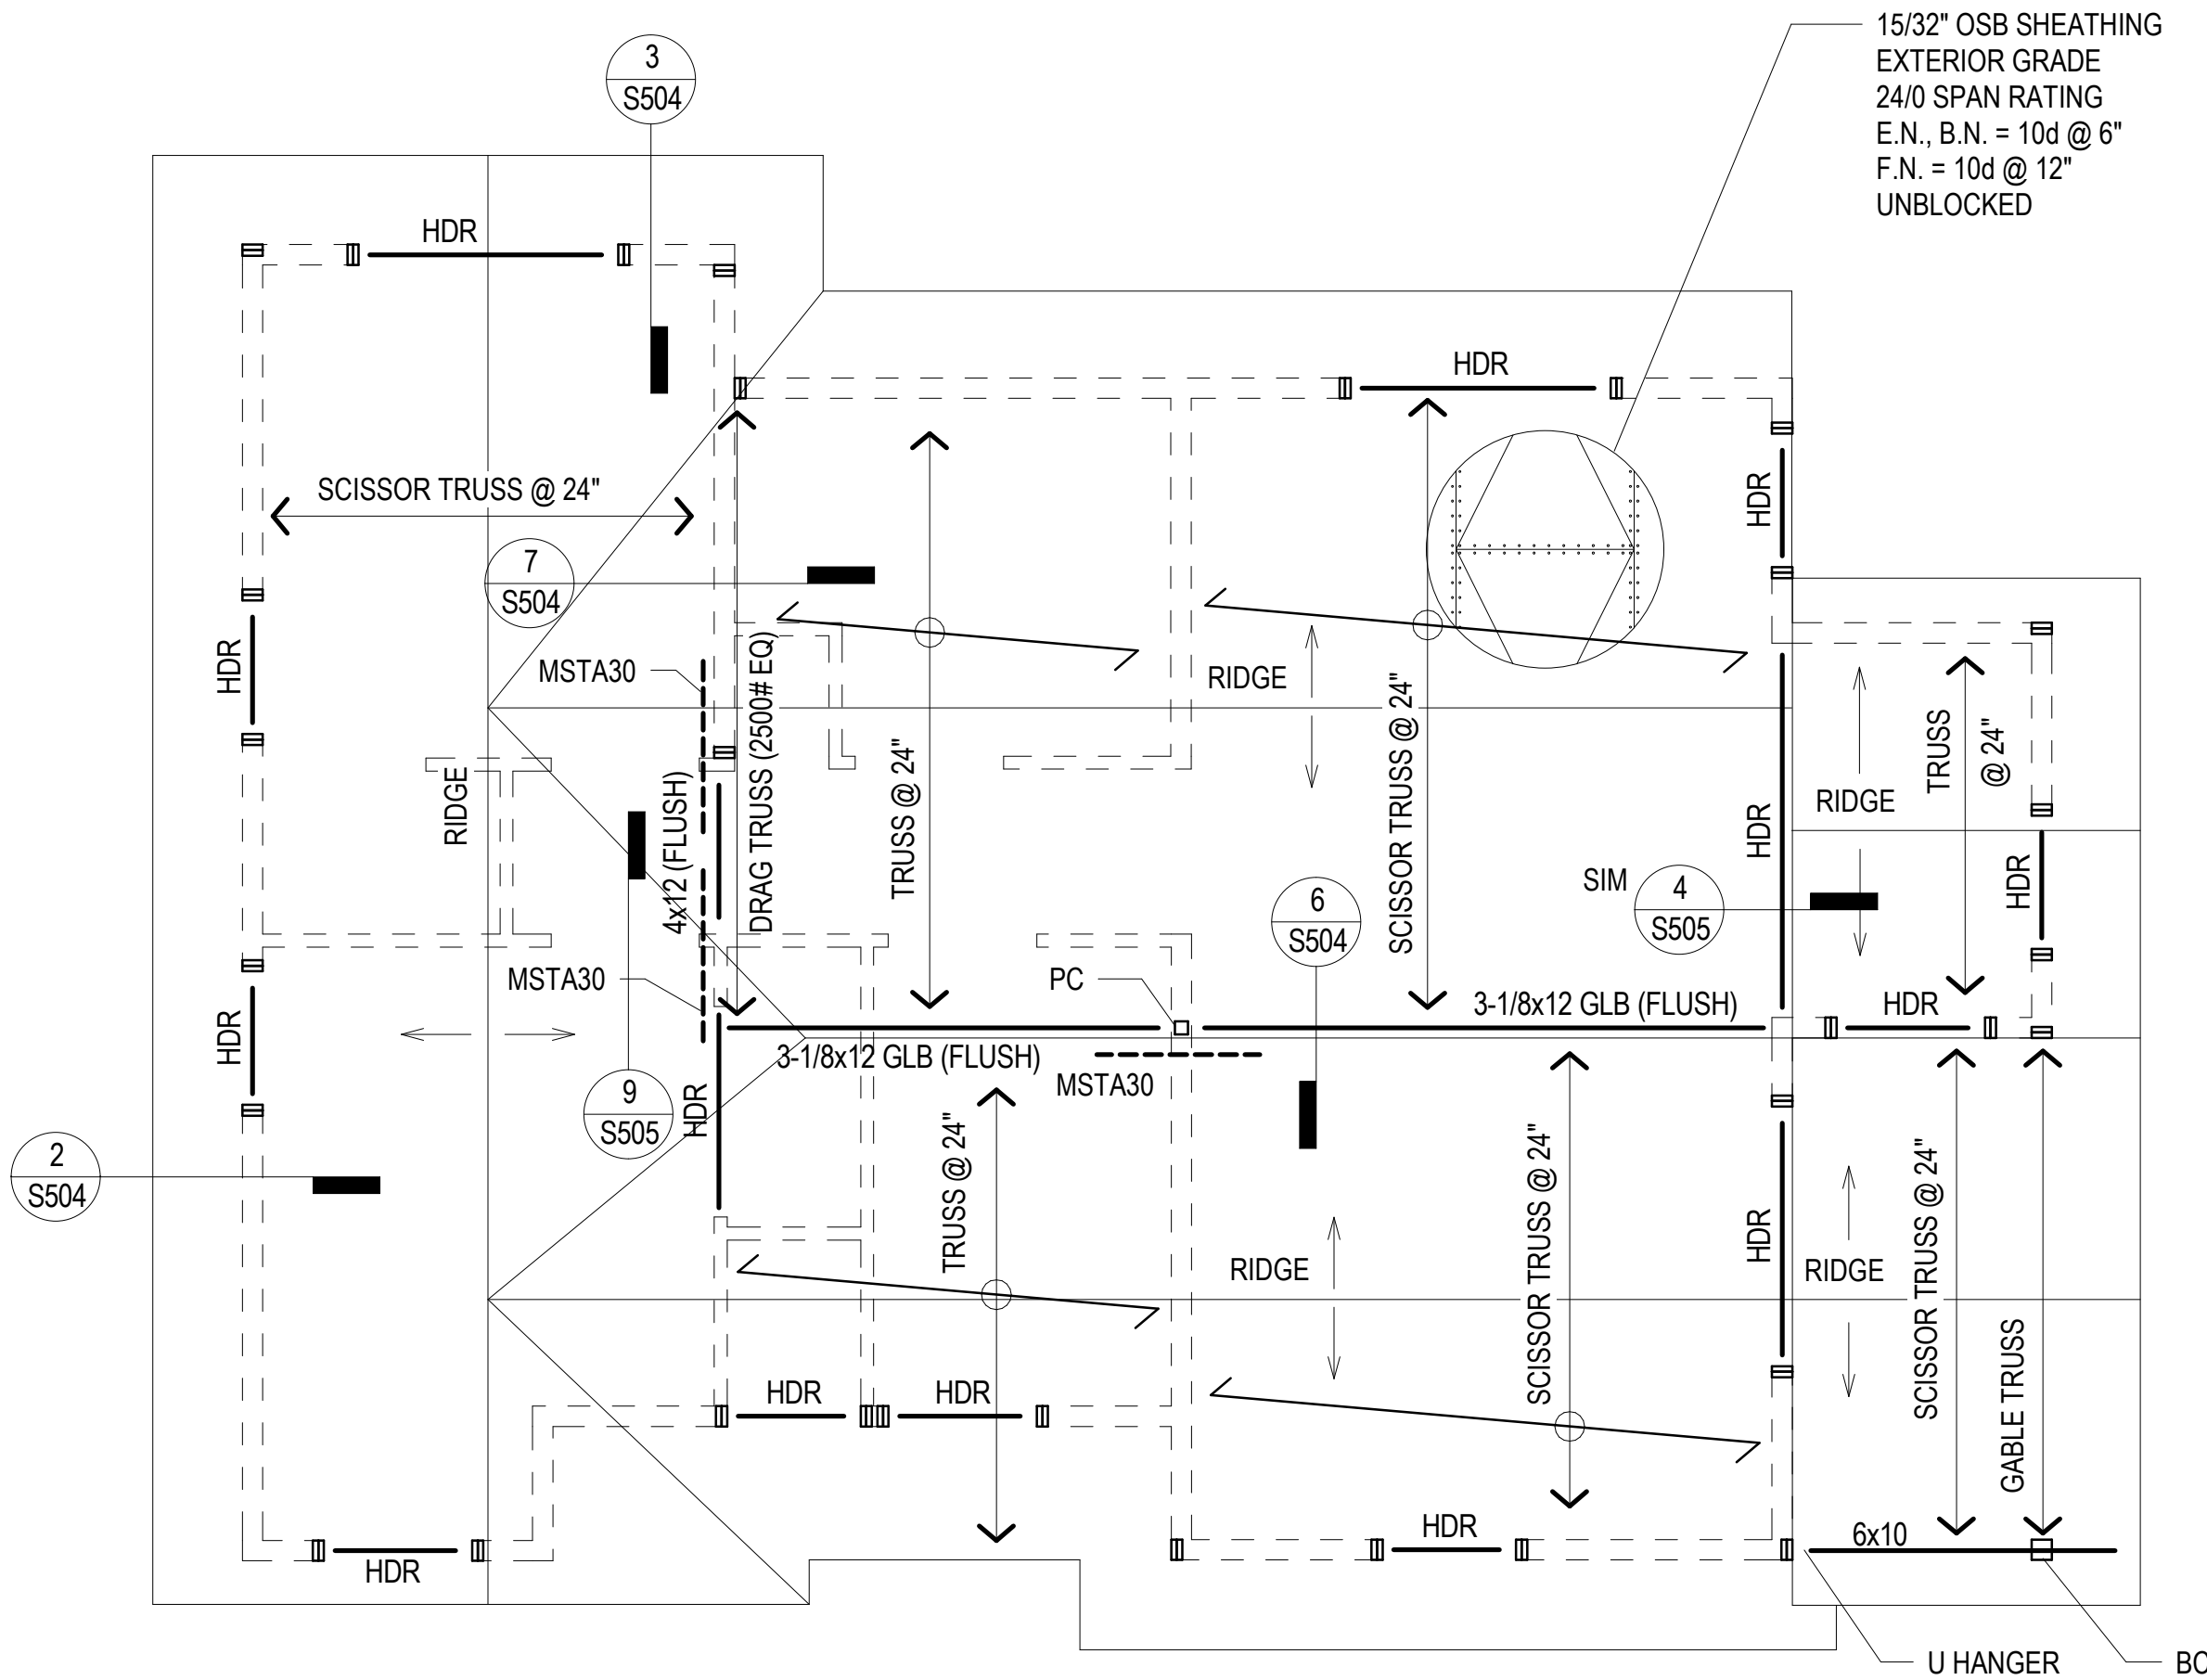 15/32" OSB SHEATHING
EXTERIOR GRADE
24/0 SPAN RATING
E.N., B.N. = 10d @ 6"
F.N. = 10d @ 12"
UNBLOCKED
3
S504
HDR
HDR
SCISSOR TRUSS @ 24"
HDR
7
S504
MSTA30
HDR
DRAG TRUSS (2500# EQ)
RIDGE
SCISSOR TRUSS @ 24"
TRUSS
@ 24"
RIDGE
4x12 (FLUSH)
TRUSS @ 24"
HDR
RIDGE
HDR
SIM
4
S505
6
S504
MSTA30
PC
3-1/8x12 GLB (FLUSH)
HDR
HDR
3-1/8x12 GLB (FLUSH)
MSTA30
9
S505
HDR
2
S504
TRUSS @ 24"
RIDGE
SCISSOR TRUSS @ 24"
HDR
RIDGE
SCISSOR TRUSS @ 24"
GABLE TRUSS
HDR
HDR
HDR
HDR
6x10
U HANGER
BC